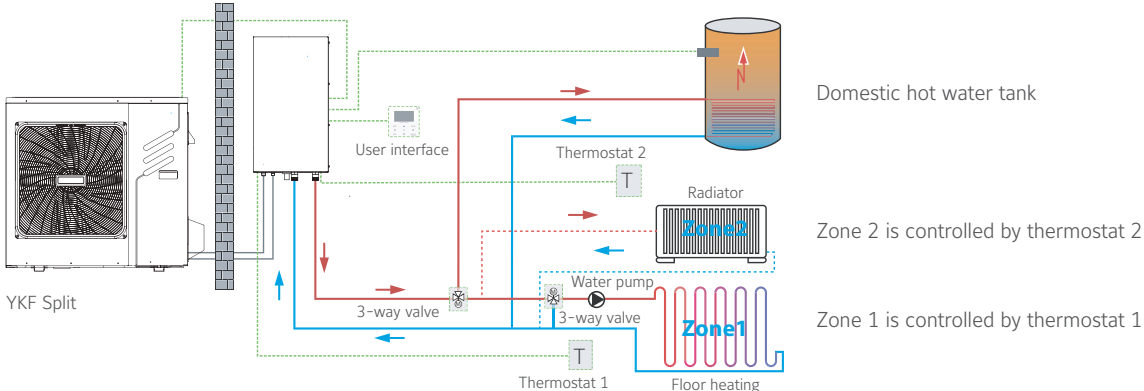 Domestic hot water tank
User interface
Thermostat 2
T
Radiator
Zone2
Zone 2 is controlled by thermostat 2
YKF Split
Water pump
3-way valve
M
M
3-way valve
Zone1
Zone 1 is controlled by thermostat 1
T
Thermostat 1
Floor heating